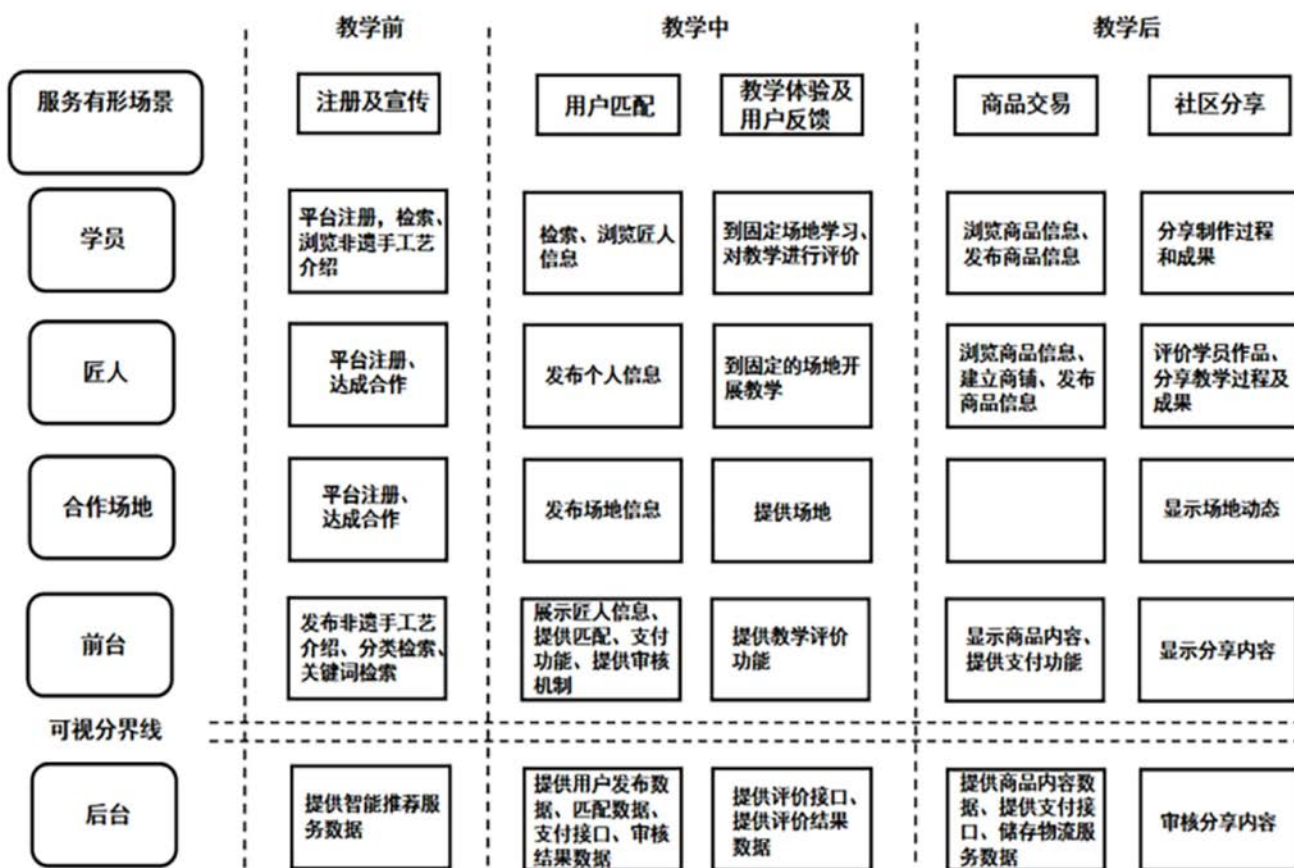 教学前
教学中
教学后
服务有形场景
注册及宣传
用户匹配
教学体验及
用户反馈
商品交易
社区分享
学员
平台注册，检索、
浏览非遗手工艺
介绍
检索、浏览匠人
信息
到固定场地学习、
对教学进行评价
浏览商品信息、
发布商品信息
分享制作过程
和成果
匠人
平台注册、
达成合作
发布个人信息
到固定的场地开
展教学
浏览商品信息、
建立商铺、发布
商品信息
评价学员作品、
分享教学过程及
成果
合作场地
平台注册、
达成合作
发布场地信息
提供场地
显示场地动态
前台
发布非遗手工艺
介绍、分类检索、
关键词检索
展示匠人信息、
提供匹配、支付
功能、提供审核
机制
提供教学评价
功能
显示商品内容、
提供支付功能
显示分享内容
可视分界线
后台
提供智能推荐服
务数据
提供用户发布数
据、匹配数据、
支付接口、审核
结果数据
提供评价接口、
提供评价结果
数据
提供商品内容数
据、提供支付接
口、储存物流服
务数据
审核分享内容